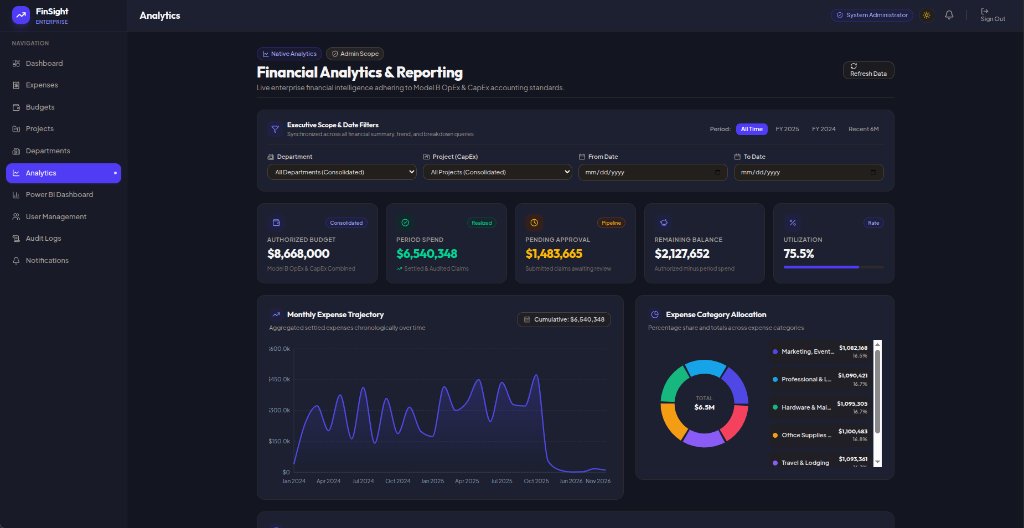 FinSight
ENTERPRISE
NAVIGATION
Dashboard
Expenses
Budgets
Projects
Departments
Analytics
Power BI Dashboard
User Management
Audit Logs
Notifications
Analytics
System Administrator
Sign Out
Native Analytics
Admin Scope
Financial Analytics & Reporting
Live enterprise financial intelligence adhering to Model B OpEx & CapEx accounting standards.
Refresh Data
Executive Scope & Date Filters
Synchronized across all financial summary, trend, and breakdown queries
Period: All Time FY 2025 FY 2024 Recent 6M
Department
All Departments (Consolidated)
Project (CapEx)
All Projects (Consolidated)
From Date
mm/dd/yyyy
To Date
mm/dd/yyyy
Consolidated
AUTHORIZED BUDGET
$8,668,000
Model B OpEx & CapEx Combined
Realized
PERIOD SPEND
$6,540,348
Settled & Audited Claims
Pipeline
PENDING APPROVAL
$1,483,665
Submitted claims awaiting review
REMAINING BALANCE
$2,127,652
Authorized minus period spend
Rate
UTILIZATION
75.5%
Monthly Expense Trajectory
Aggregated settled expenses chronologically over time
Cumulative: $6,540,348
$600.0k
$450.0k
$300.0k
$150.0k
$0
Jan 2024 Apr 2024 Jul 2024 Oct 2024 Jan 2025 Apr 2025 Jul 2025 Oct 2025 Jun 2026 Nov 2026
Expense Category Allocation
Percentage share and totals across expense categories
TOTAL
$6.5M
Marketing, Event... $1,082,168
16.5%
Professional & L... $1,090,421
16.7%
Hardware & Mai... $1,095,305
16.7%
Office Supplies ... $1,100,483
16.8%
Travel & Lodging $1,093,361